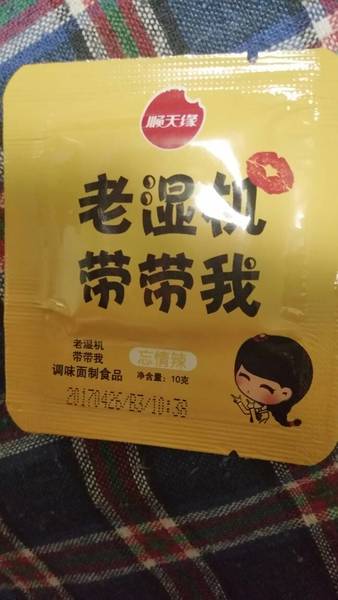 顺天缘
老湿机
带带我
老湿机
带带我
忘情辣
调味面制食品
净含量：10克
20170426/B3/10:38